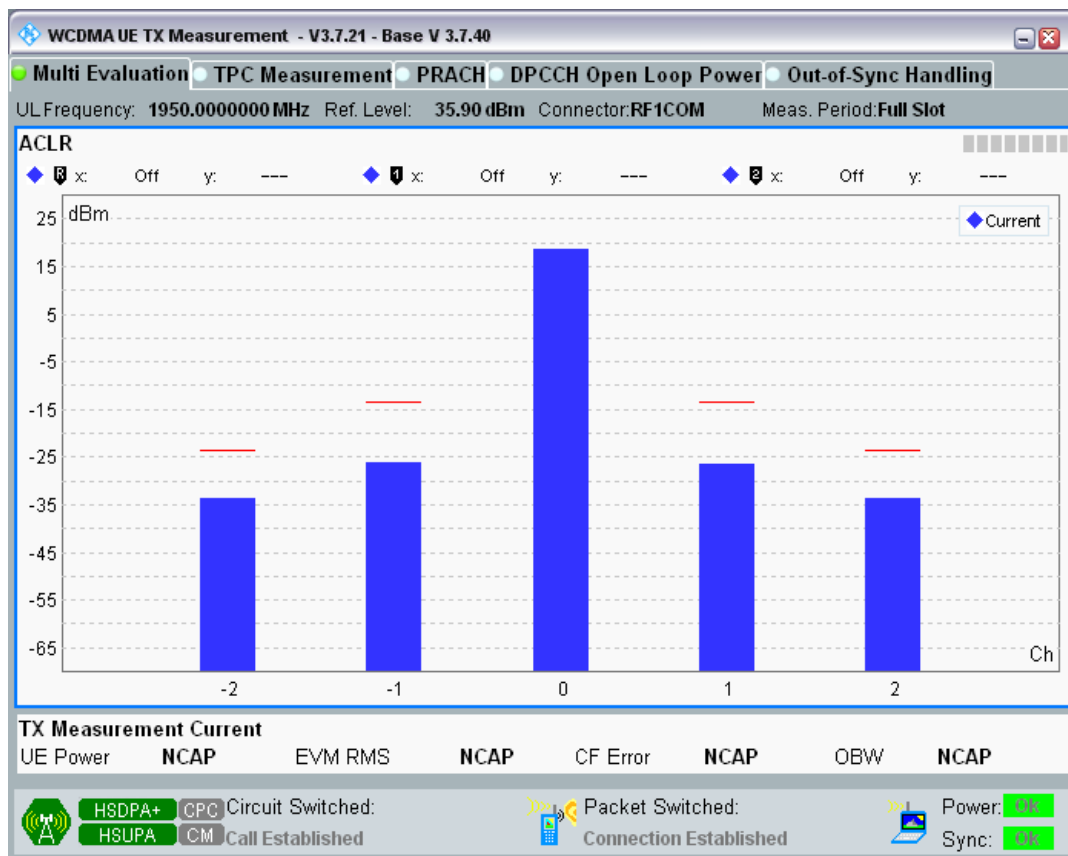 WCDMA UE TX Measurement - V3.7.21 - Base V 3.7.40
Multi Evaluation TPC Measurement PRACH DPCCH Open Loop Power Out-of-Sync Handling
UL Frequency: 1950.0000000 MHz Ref. Level: 35.90 dBm Connector:RF1COM Meas. Period:Full Slot
ACLR
R x: Off y: --- 1 x: Off y: --- 2 x: Off y: ---
dBm
Current
25
15
5
-5
-15
-25
-35
-45
-55
-65
Ch
-2 -1 0 1 2
TX Measurement Current
UE Power NCAP EVM RMS NCAP CF Error NCAP OBW NCAP
HSDPA+ CPC Circuit Switched: Packet Switched: Power: OK
HSUPA CM Call Established Connection Established Sync: OK